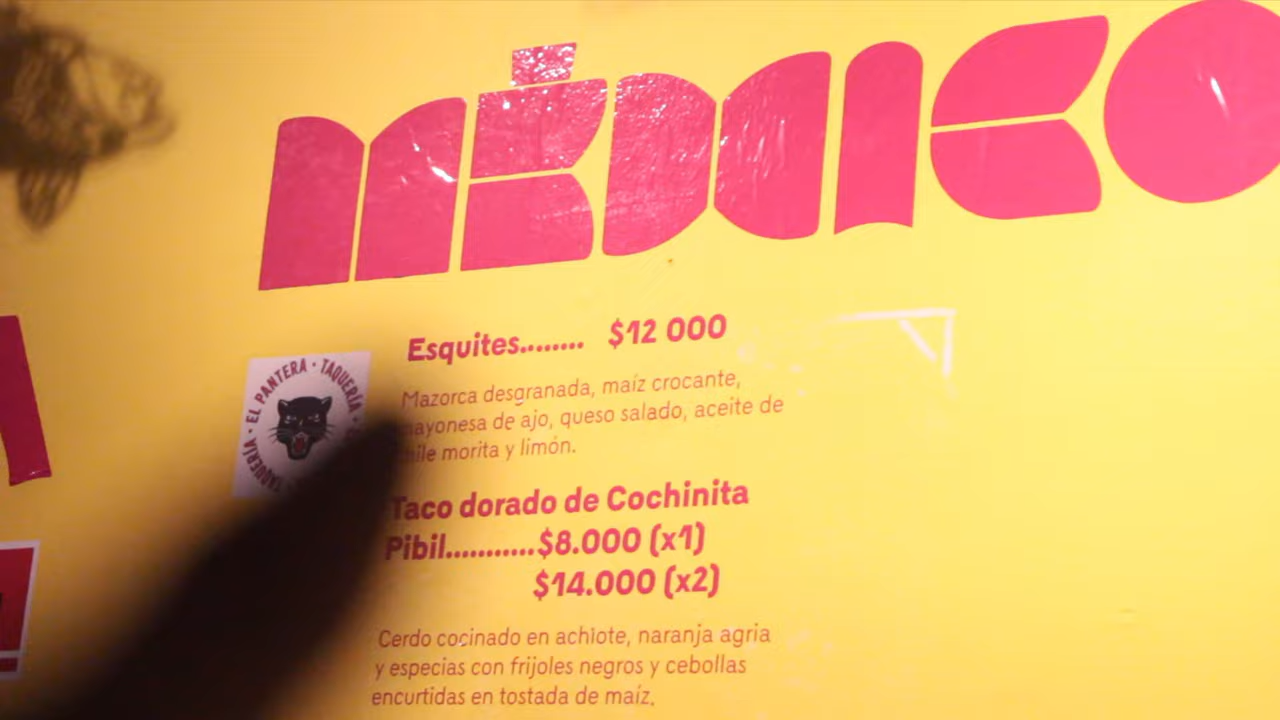 MÉXICO
Esquites........ $12 000
Mazorca desgranada, maíz crocante,
mayonesa de ajo, queso salado, aceite de
chile morita y limón.
EL PANTERA · TAQUERÍA · TAQUERÍA ·
Taco dorado de Cochinita
Pibil...........$8.000 (x1)
$14.000 (x2)
Cerdo cocinado en achiote, naranja agria
y especias con frijoles negros y cebollas
encurtidas en tostada de maíz.